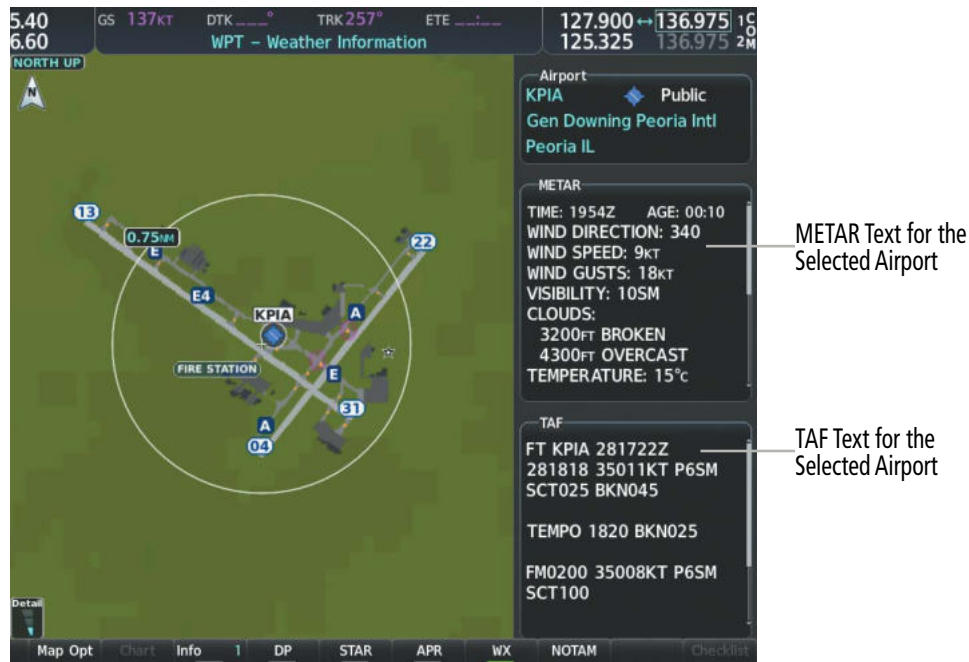 5.40 GS 137KT DTK ___° TRK 257° ETE __:__ 127.900 ↔ 136.975 1 COM
6.60 WPT – Weather Information 125.325 136.975 2
NORTH UP
N
Airport
KPIA Public
Gen Downing Peoria Intl
Peoria IL
METAR
TIME: 1954Z AGE: 00:10
WIND DIRECTION: 340
WIND SPEED: 9KT
WIND GUSTS: 18KT
VISIBILITY: 10SM
CLOUDS:
3200FT BROKEN
4300FT OVERCAST
TEMPERATURE: 15°C
METAR Text for the
Selected Airport
TAF
FT KPIA 281722Z
281818 35011KT P6SM
SCT025 BKN045
TEMPO 1820 BKN025
FM0200 35008KT P6SM
SCT100
TAF Text for the
Selected Airport
13
0.75NM
22
E
E4
KPIA
A
FIRE STATION
E
31
A
04
Detail
Map Opt Chart Info 1 DP STAR APR WX NOTAM Checklist